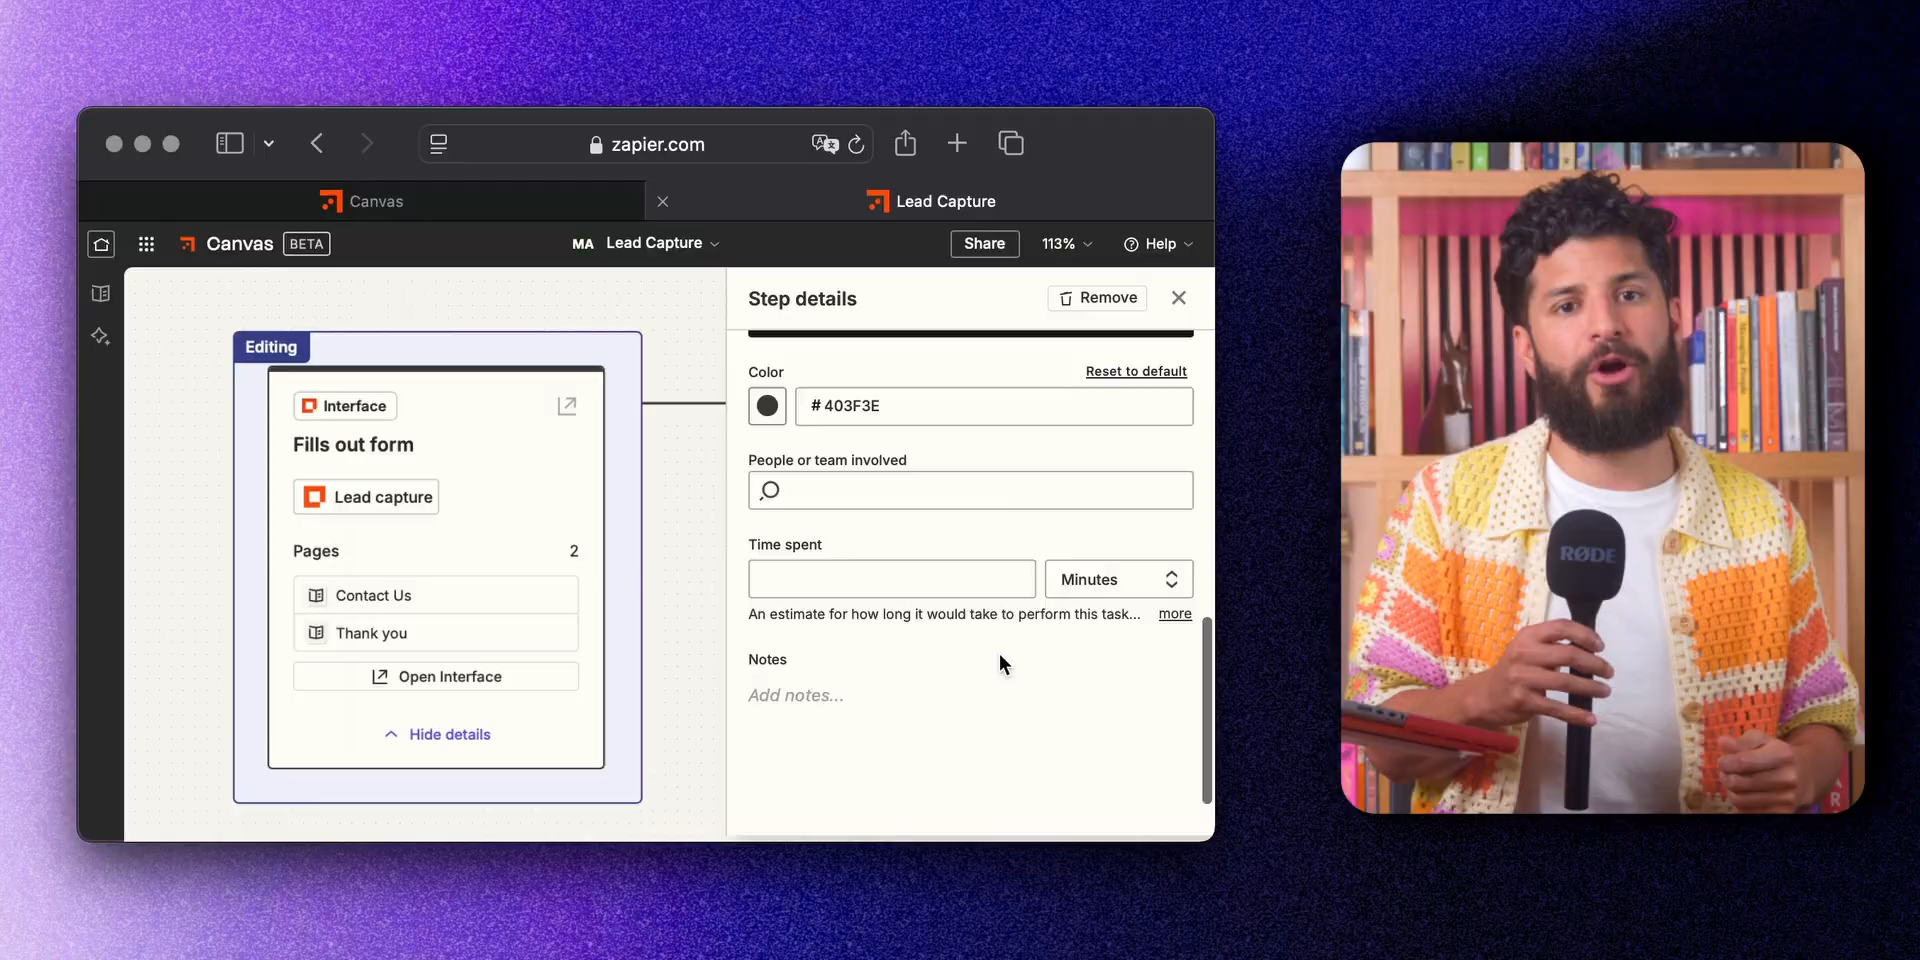 zapier.com
Canvas
Lead Capture
Canvas BETA
MA Lead Capture
Share
113%
Help
Step details
Remove
Editing
Interface
Fills out form
Lead capture
Pages 2
Contact Us
Thank you
Open Interface
Hide details
Color
Reset to default
# 403F3E
People or team involved
Time spent
Minutes
An estimate for how long it would take to perform this task...
more
Notes
Add notes...
RØDE